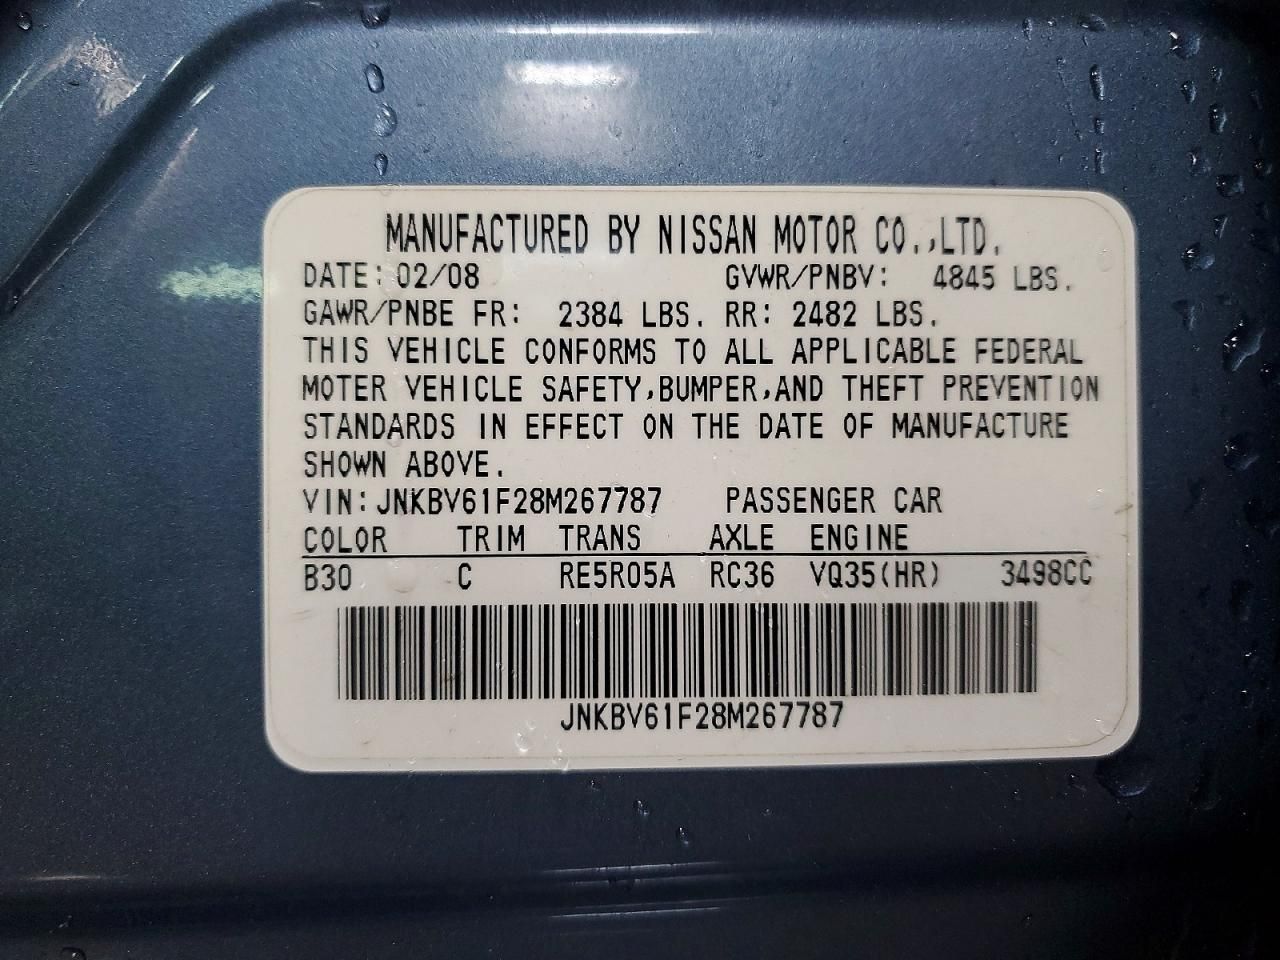 MANUFACTURED BY NISSAN MOTOR CO.,LTD.
DATE: 02/08 GVWR/PNBV: 4845 LBS.
GAWR/PNBE FR: 2384 LBS. RR: 2482 LBS.
THIS VEHICLE CONFORMS TO ALL APPLICABLE FEDERAL
MOTER VEHICLE SAFETY,BUMPER,AND THEFT PREVENTION
STANDARDS IN EFFECT ON THE DATE OF MANUFACTURE
SHOWN ABOVE.
VIN:JNKBV61F28M267787 PASSENGER CAR
COLOR TRIM TRANS AXLE ENGINE
B30 C RE5R05A RC36 VQ35(HR) 3498CC
JNKBV61F28M267787